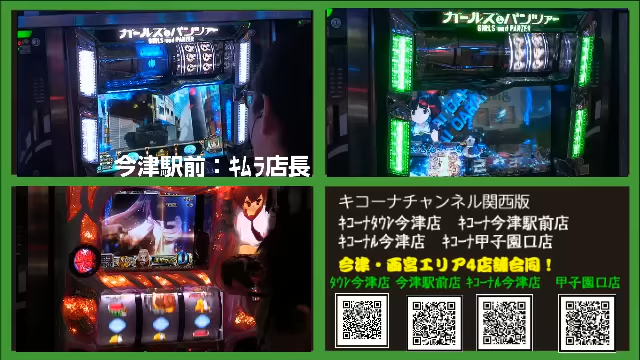 ガールズ&パンツァー
GIRLS und PANZER
今津駅前：ｷﾑﾗ店長
ガールズ&パンツァー
GIRLS und PANZER
キコーナチャンネル関西版
ｷｺｰﾅﾀｳﾝ今津店 ｷｺｰﾅ今津駅前店
ｷｺｰﾅﾙ今津店 ｷｺｰﾅ甲子園口店
今津・西宮エリア4店舗合同！
ﾀｳﾝ今津店 今津駅前店 ｷｺｰﾅﾙ今津店 甲子園口店